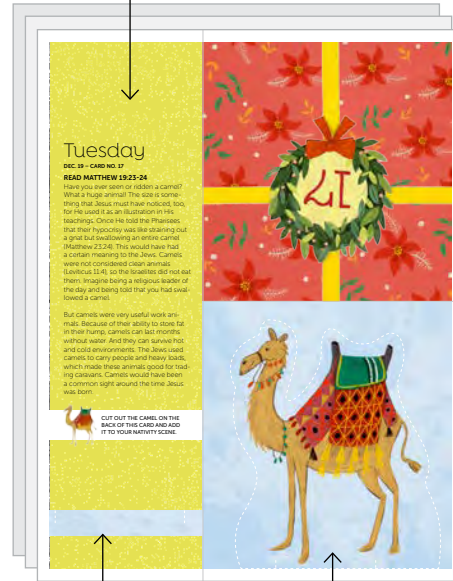 Tuesday
DEC. 19 – CARD NO. 17
READ MATTHEW 19:23-24
Have you ever seen or ridden a camel?
What a huge animal! The size is some-
thing that Jesus must have noticed, too,
for He used it as an illustration in His
teachings. Once He told the Pharisees
that their hypocrisy was like straining out
a gnat but swallowing an entire camel
(Matthew 23:24). This would have had
a certain meaning to the Jews. Camels
were not considered clean animals
(Leviticus 11:4), so the Israelites did not eat
them. Imagine being a religious leader of
the day and being told that you had swal-
lowed a camel.
But camels were very useful work ani-
mals. Because of their ability to store fat
in their hump, camels can last months
without water. And they can survive hot
and cold environments. The Jews used
camels to carry people and heavy loads,
which made these animals good for trad-
ing caravans. Camels would have been
a common sight around the time Jesus
was born.
CUT OUT THE CAMEL ON THE
BACK OF THIS CARD AND ADD
IT TO YOUR NATIVITY SCENE.
17